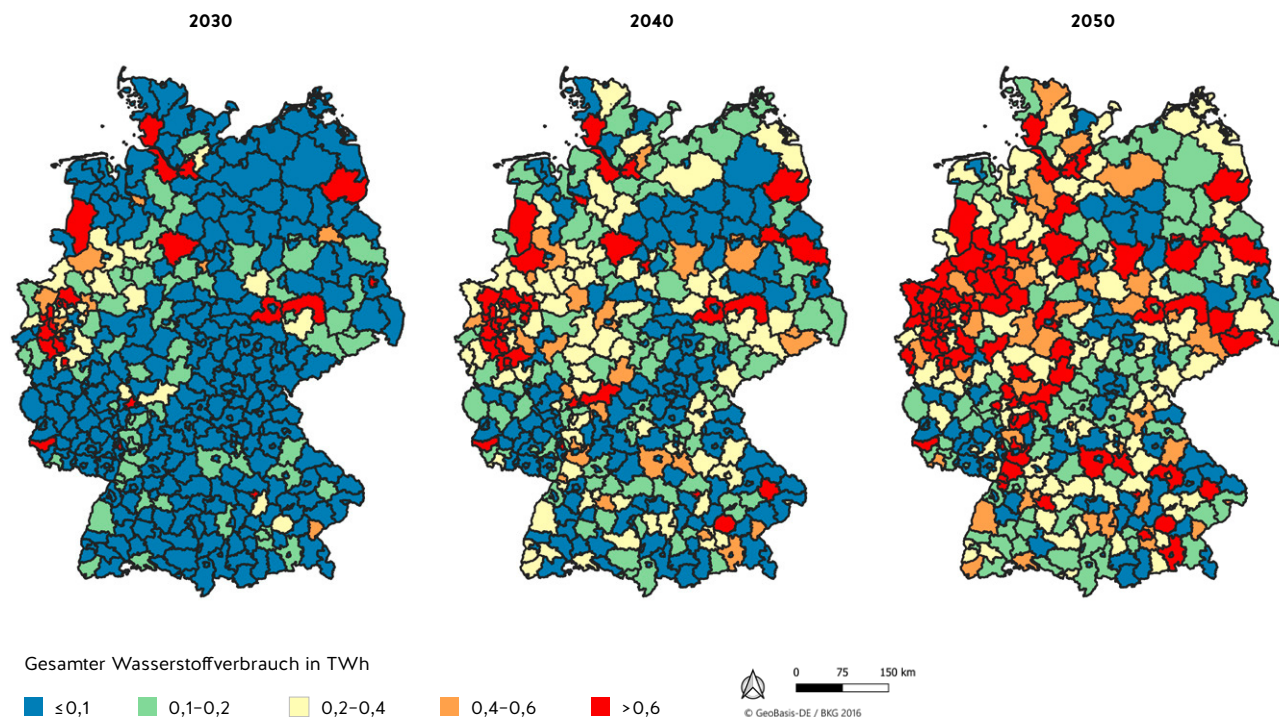 2030
2040
2050
Gesamter Wasserstoffverbrauch in TWh
≤0,1
0,1–0,2
0,2–0,4
0,4–0,6
>0,6
0 75 150 km
© GeoBasis-DE / BKG 2016